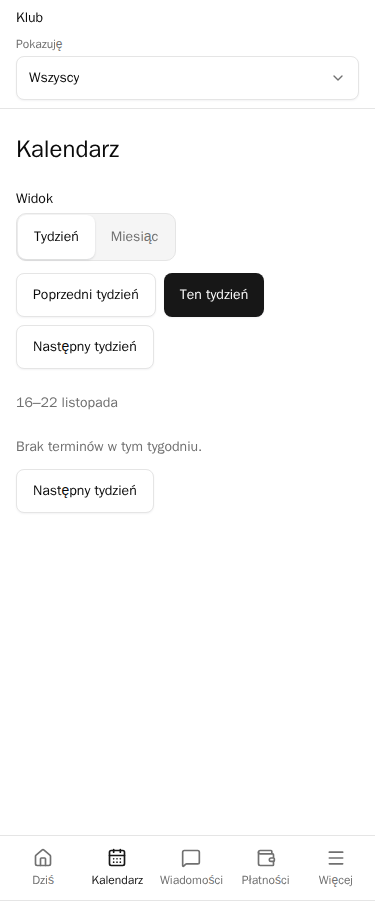 Klub
Pokazuję
Wszyscy
Kalendarz
Widok
Tydzień Miesiąc
Poprzedni tydzień Ten tydzień
Następny tydzień
16–22 listopada
Brak terminów w tym tygodniu.
Następny tydzień
Dziś Kalendarz Wiadomości Płatności Więcej